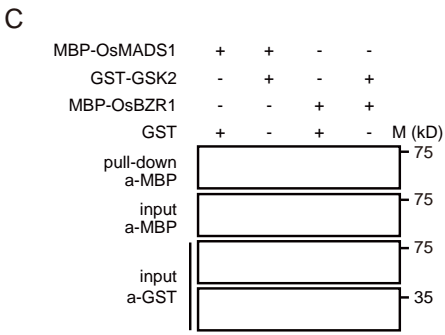 C
MBP-OsMADS1 + + - -
GST-GSK2 - + - +
MBP-OsBZR1 - - + +
GST + - + - M (kD)
pull-down 75
a-MBP
input 75
a-MBP
75
input
a-GST 35